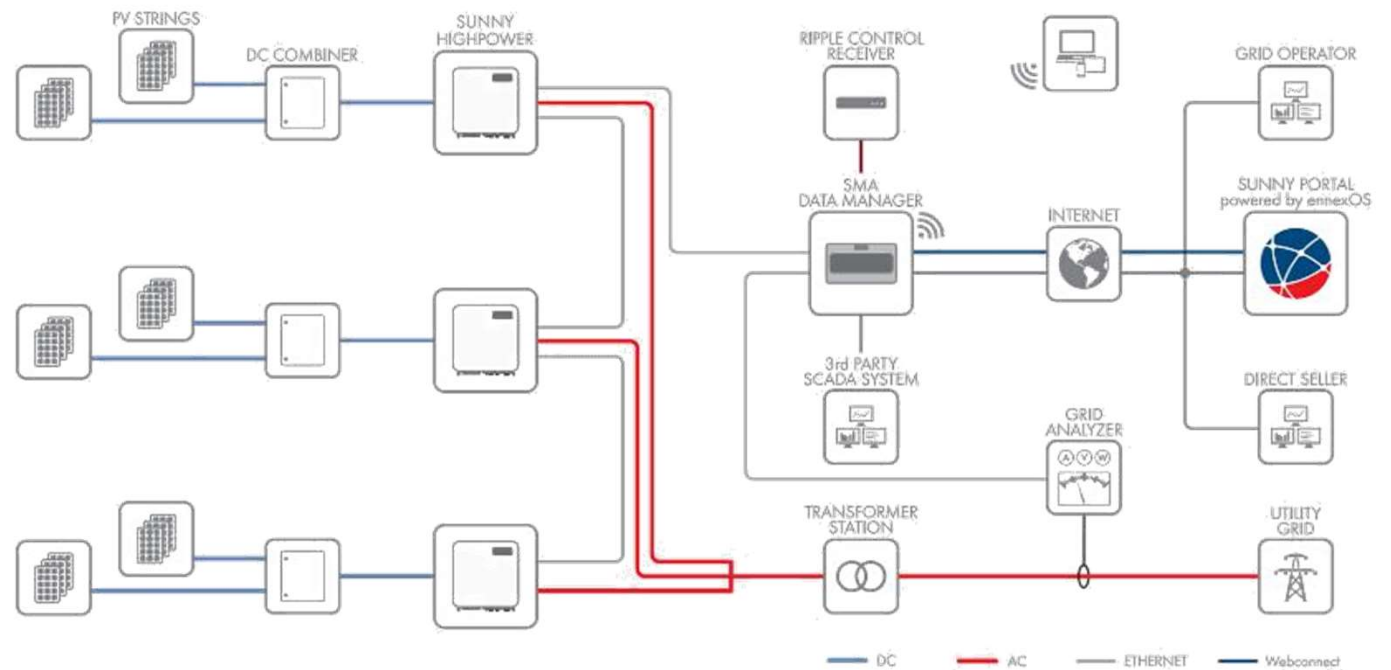 PV STRINGS
DC COMBINER
SUNNY
HIGHPOWER
RIPPLE CONTROL
RECEIVER
GRID OPERATOR
SMA
DATA MANAGER
INTERNET
SUNNY PORTAL
powered by ennexOS
3rd PARTY
SCADA SYSTEM
DIRECT SELLER
GRID
ANALYZER
A V W
TRANSFORMER
STATION
UTILITY
GRID
DC
AC
ETHERNET
Webconnect